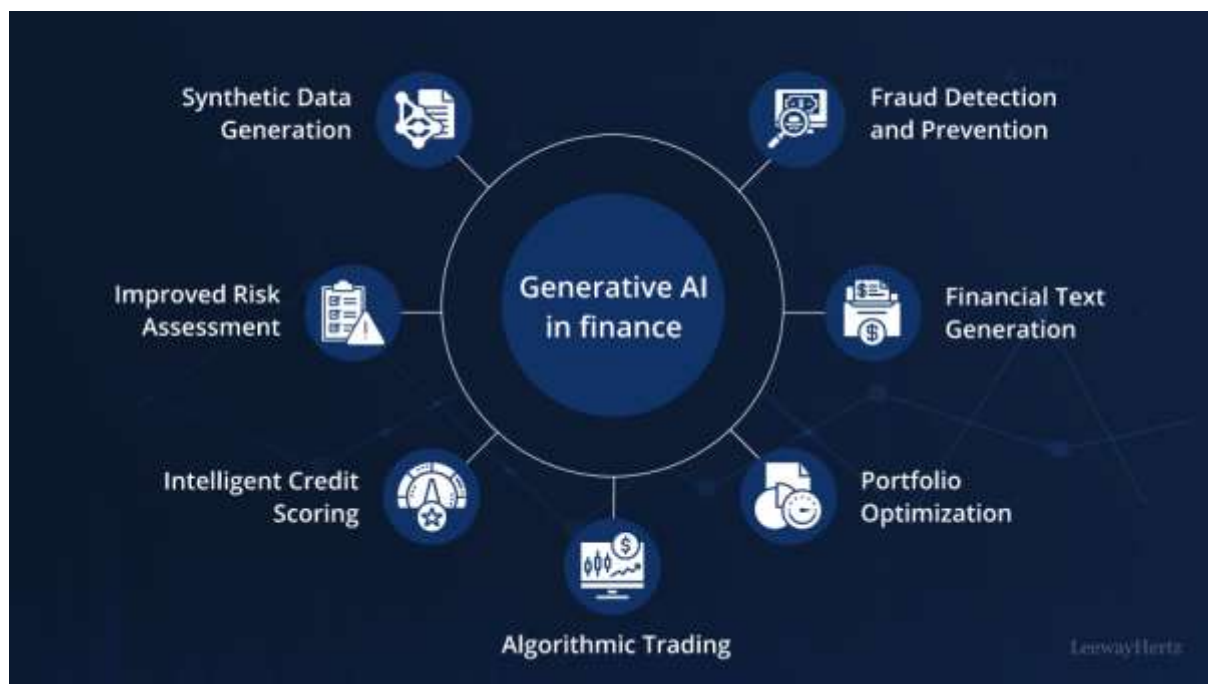 Synthetic Data
Generation
Fraud Detection
and Prevention
Generative AI
in finance
Improved Risk
Assessment
Financial Text
Generation
Intelligent Credit
Scoring
Portfolio
Optimization
Algorithmic Trading
LeewayHertz